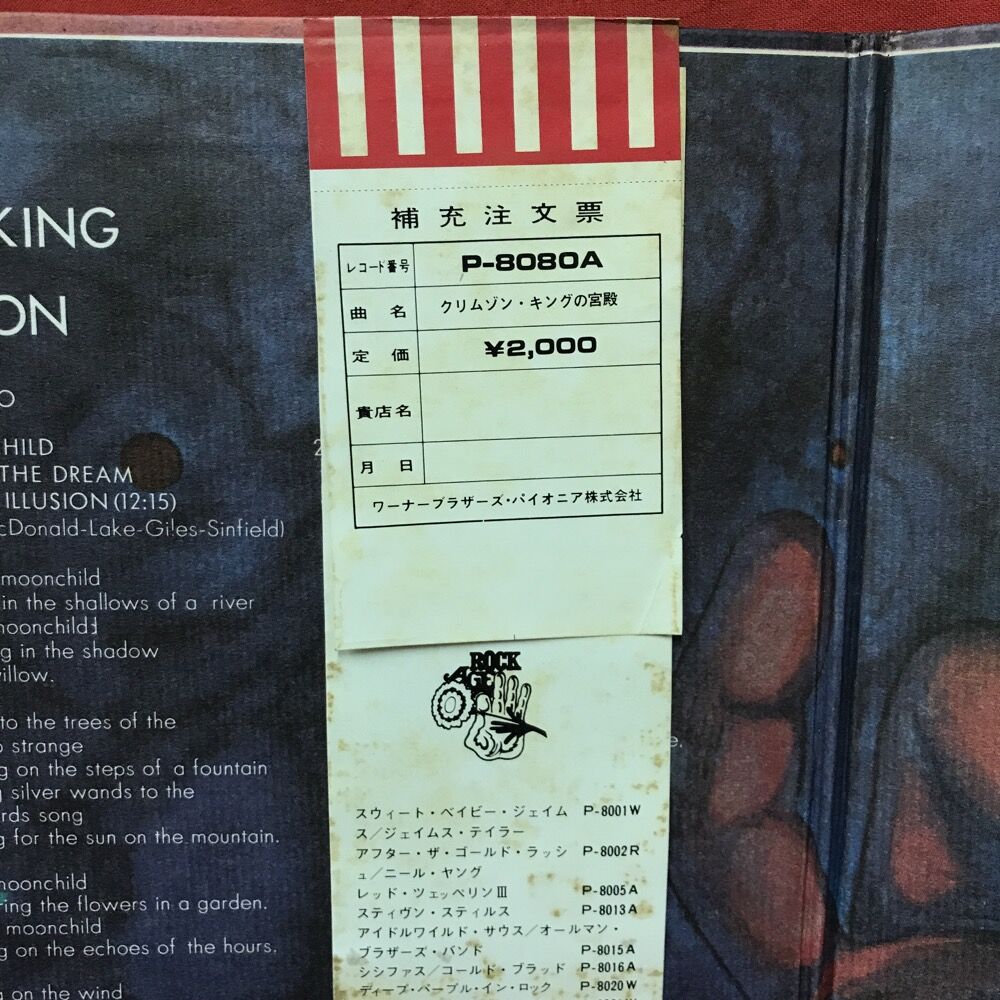 KING
ON
O
HILD
THE DREAM
ILLUSION (12:15)
cDonald-Lake-Giles-Sinfield)
moonchild
in the shallows of a river
moonchild
g in the shadow
willow.
to the trees of the
o strange
g on the steps of a fountain
g silver wands to the
rds song
g for the sun on the mountain.
moonchild
ring the flowers in a garden.
moonchild
g on the echoes of the hours.
g on the wind
2
e.
補充注文票
レコード番号 P-8080A
曲名 クリムゾン・キングの宮殿
定価 ¥2,000
貴店名
月日
ワーナーブラザーズ・パイオニア株式会社
ROCK
AGE
スウィート・ベイビー・ジェイム P-8001W
ス/ジェイムス・テイラー
アフター・ザ・ゴールド・ラッシ P-8002R
ュ/ニール・ヤング
レッド・ツェッペリンⅢ P-8005A
スティヴン・スティルス P-8013A
アイドルワイルド・サウス/オールマン・
ブラザーズ・バンド P-8015A
シシファス/コールド・ブラッド P-8016A
ディープ・パープル・イン・ロック P-8020W